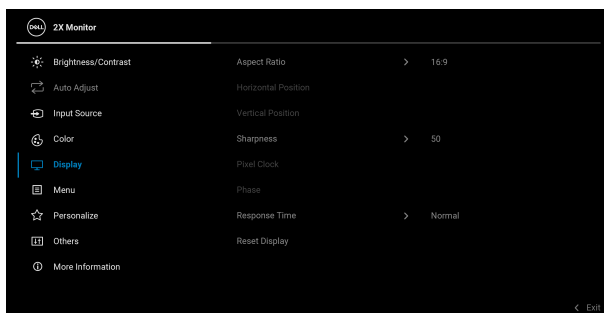 DELL 2X Monitor
Brightness/Contrast Aspect Ratio > 16:9
Auto Adjust Horizontal Position
Input Source Vertical Position
Color Sharpness > 50
Display Pixel Clock
Menu Phase
Personalize Response Time > Normal
Others Reset Display
More Information
< Exit